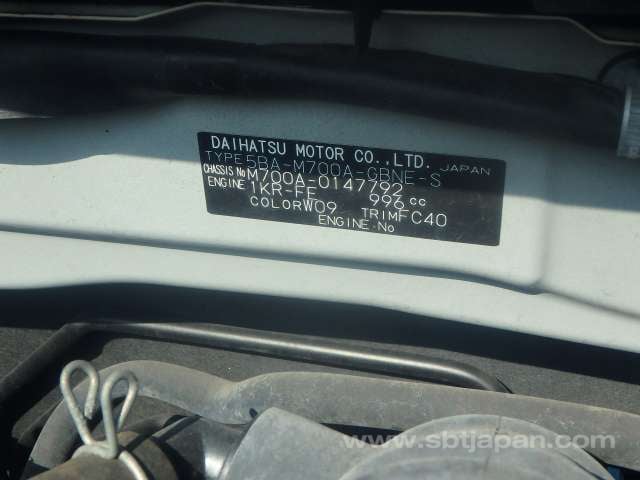 DAIHATSU MOTOR CO.,LTD. JAPAN
TYPE 5BA-M700A-GBNE-S
CHASSIS No M700A-0147792
ENGINE 1KR-FE 996 cc
COLOR W09 TRIM FC40
ENGINE.No
www.sbtjapan.com